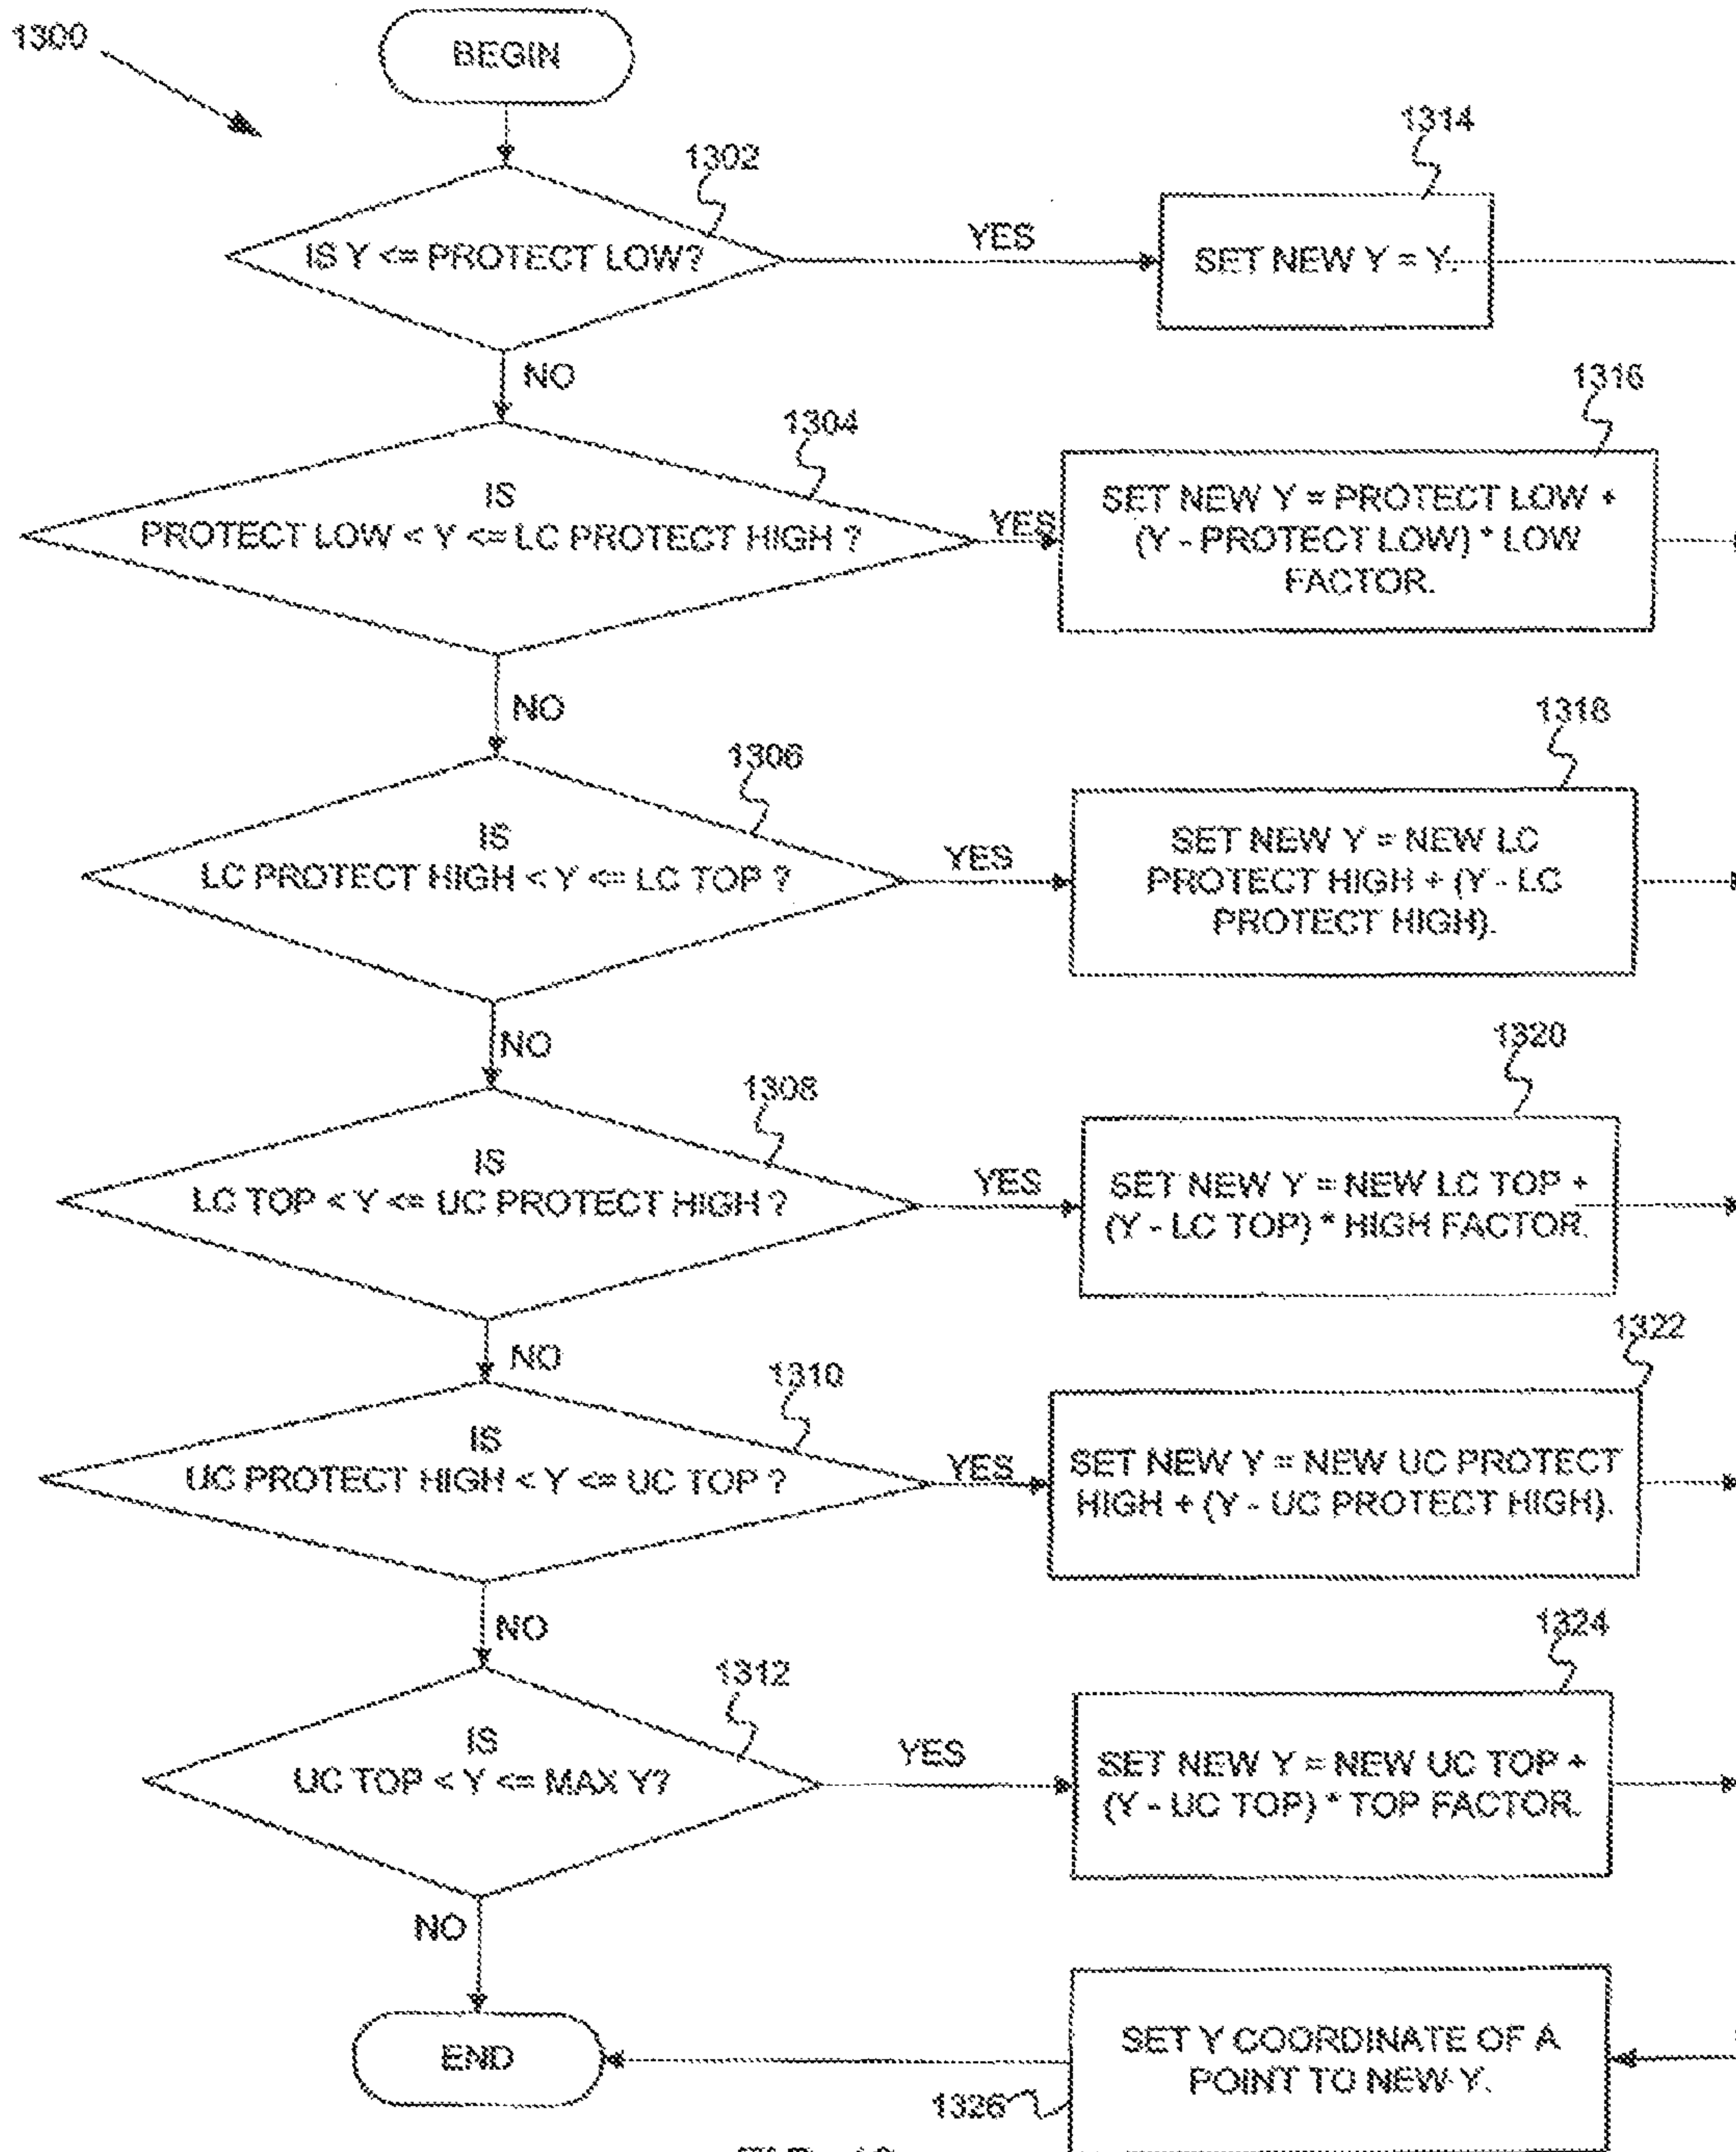 1300
BEGIN
1302
IS Y <= PROTECT LOW?
YES
1314
SET NEW Y = Y.
NO
1304
IS
PROTECT LOW < Y <= LC PROTECT HIGH ?
YES
1316
SET NEW Y = PROTECT LOW +
(Y - PROTECT LOW) * LOW
FACTOR.
NO
1306
IS
LC PROTECT HIGH < Y <= LC TOP ?
YES
1318
SET NEW Y = NEW LC
PROTECT HIGH + (Y - LC
PROTECT HIGH).
NO
1308
IS
LC TOP < Y <= UC PROTECT HIGH ?
YES
1320
SET NEW Y = NEW LC TOP +
(Y - LC TOP) * HIGH FACTOR.
NO
1310
IS
UC PROTECT HIGH < Y <= UC TOP ?
YES
1322
SET NEW Y = NEW UC PROTECT
HIGH + (Y - UC PROTECT HIGH).
NO
1312
IS
UC TOP < Y <= MAX Y?
YES
1324
SET NEW Y = NEW UC TOP +
(Y - UC TOP) * TOP FACTOR.
NO
END
SET Y COORDINATE OF A
POINT TO NEW Y.
1326